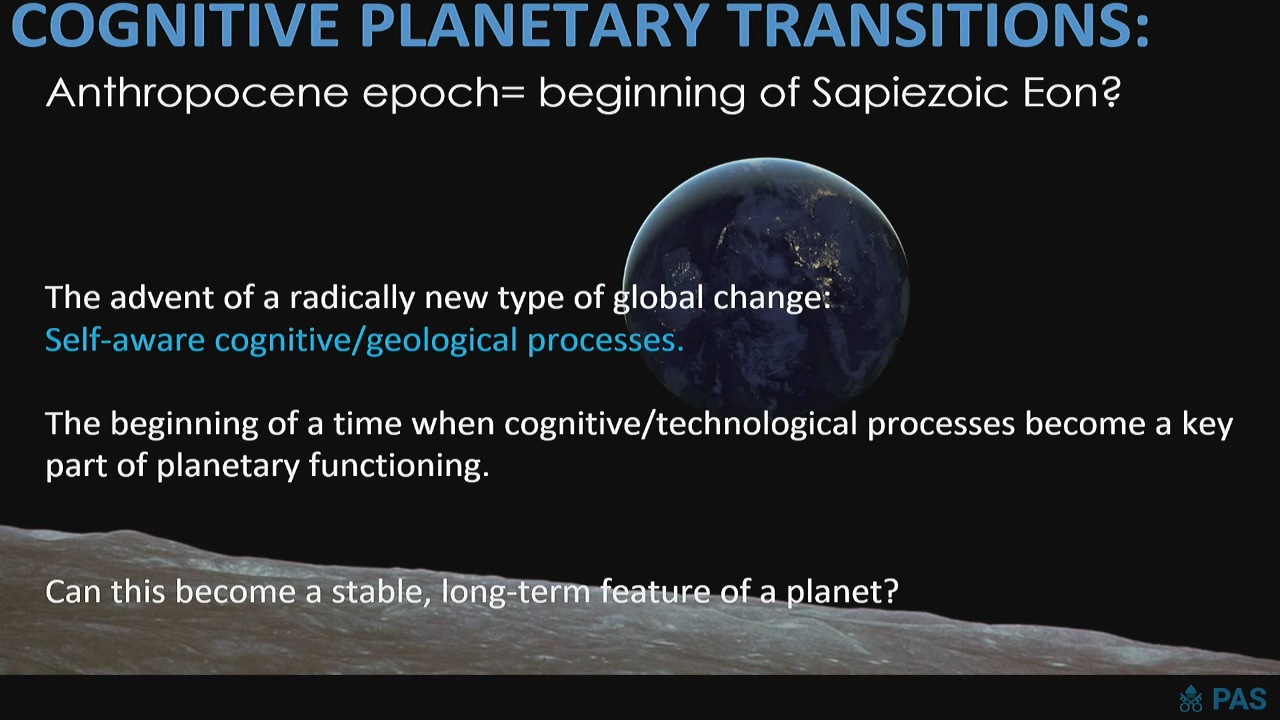 COGNITIVE PLANETARY TRANSITIONS:
Anthropocene epoch= beginning of Sapiezoic Eon?
The advent of a radically new type of global change:
Self-aware cognitive/geological processes.
The beginning of a time when cognitive/technological processes become a key
part of planetary functioning.
Can this become a stable, long-term feature of a planet?
PAS